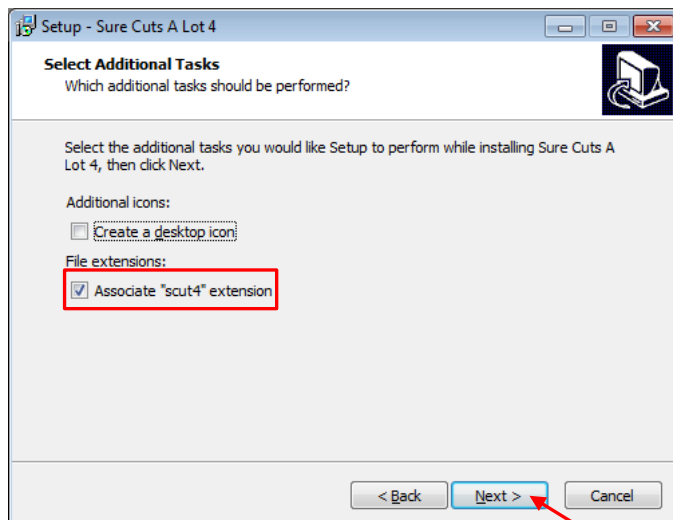 Setup - Sure Cuts A Lot 4
Select Additional Tasks
Which additional tasks should be performed?
Select the additional tasks you would like Setup to perform while installing Sure Cuts A
Lot 4, then click Next.
Additional icons:
Create a desktop icon
File extensions:
Associate "scut4" extension
< Back
Next >
Cancel